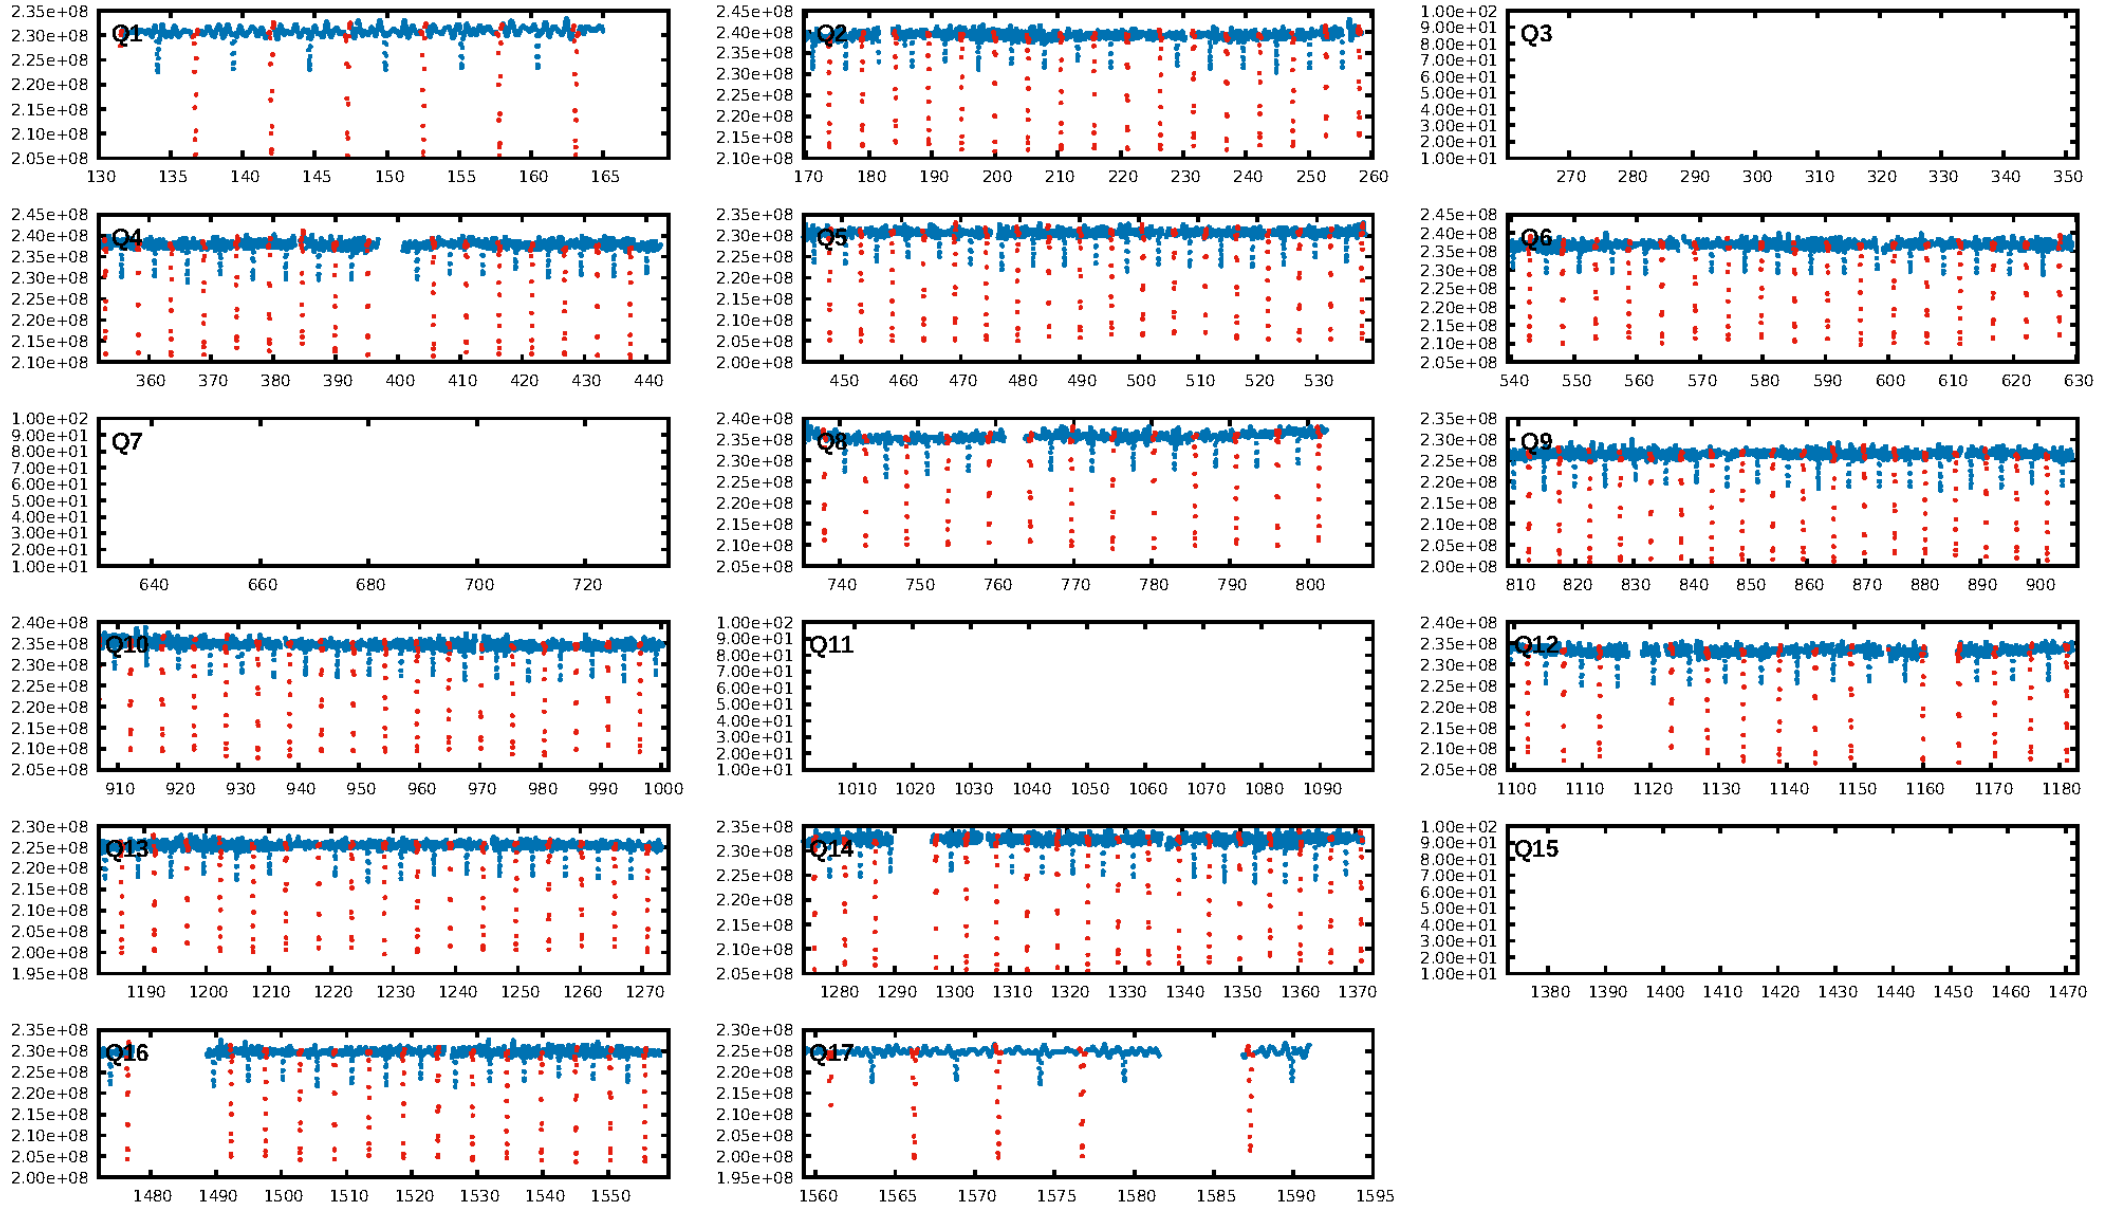 Q1
2.35e+08
2.30e+08
2.25e+08
2.20e+08
2.15e+08
2.10e+08
2.05e+08
130 135 140 145 150 155 160 165
Q2
2.45e+08
2.40e+08
2.35e+08
2.30e+08
2.25e+08
2.20e+08
2.15e+08
2.10e+08
170 180 190 200 210 220 230 240 250 260
Q3
1.00e+02
9.00e+01
8.00e+01
7.00e+01
6.00e+01
5.00e+01
4.00e+01
3.00e+01
2.00e+01
1.00e+01
270 280 290 300 310 320 330 340 350
Q4
2.45e+08
2.40e+08
2.35e+08
2.30e+08
2.25e+08
2.20e+08
2.15e+08
2.10e+08
360 370 380 390 400 410 420 430 440
Q5
2.35e+08
2.30e+08
2.25e+08
2.20e+08
2.15e+08
2.10e+08
2.05e+08
2.00e+08
450 460 470 480 490 500 510 520 530
Q6
2.45e+08
2.40e+08
2.35e+08
2.30e+08
2.25e+08
2.20e+08
2.15e+08
2.10e+08
2.05e+08
540 550 560 570 580 590 600 610 620 630
Q7
1.00e+02
9.00e+01
8.00e+01
7.00e+01
6.00e+01
5.00e+01
4.00e+01
3.00e+01
2.00e+01
1.00e+01
640 660 680 700 720
Q8
2.40e+08
2.35e+08
2.30e+08
2.25e+08
2.20e+08
2.15e+08
2.10e+08
2.05e+08
740 750 760 770 780 790 800
Q9
2.35e+08
2.30e+08
2.25e+08
2.20e+08
2.15e+08
2.10e+08
2.05e+08
2.00e+08
810 820 830 840 850 860 870 880 890 900
Q10
2.40e+08
2.35e+08
2.30e+08
2.25e+08
2.20e+08
2.15e+08
2.10e+08
2.05e+08
910 920 930 940 950 960 970 980 990 1000
Q11
1.00e+02
9.00e+01
8.00e+01
7.00e+01
6.00e+01
5.00e+01
4.00e+01
3.00e+01
2.00e+01
1.00e+01
1010 1020 1030 1040 1050 1060 1070 1080 1090
Q12
2.40e+08
2.35e+08
2.30e+08
2.25e+08
2.20e+08
2.15e+08
2.10e+08
2.05e+08
1100 1110 1120 1130 1140 1150 1160 1170 1180
Q13
2.30e+08
2.25e+08
2.20e+08
2.15e+08
2.10e+08
2.05e+08
2.00e+08
1.95e+08
1190 1200 1210 1220 1230 1240 1250 1260 1270
Q14
2.35e+08
2.30e+08
2.25e+08
2.20e+08
2.15e+08
2.10e+08
2.05e+08
1280 1290 1300 1310 1320 1330 1340 1350 1360 1370
Q15
1.00e+02
9.00e+01
8.00e+01
7.00e+01
6.00e+01
5.00e+01
4.00e+01
3.00e+01
2.00e+01
1.00e+01
1380 1390 1400 1410 1420 1430 1440 1450 1460 1470
Q16
2.35e+08
2.30e+08
2.25e+08
2.20e+08
2.15e+08
2.10e+08
2.05e+08
2.00e+08
1480 1490 1500 1510 1520 1530 1540 1550
Q17
2.30e+08
2.25e+08
2.20e+08
2.15e+08
2.10e+08
2.05e+08
2.00e+08
1.95e+08
1560 1565 1570 1575 1580 1585 1590 1595